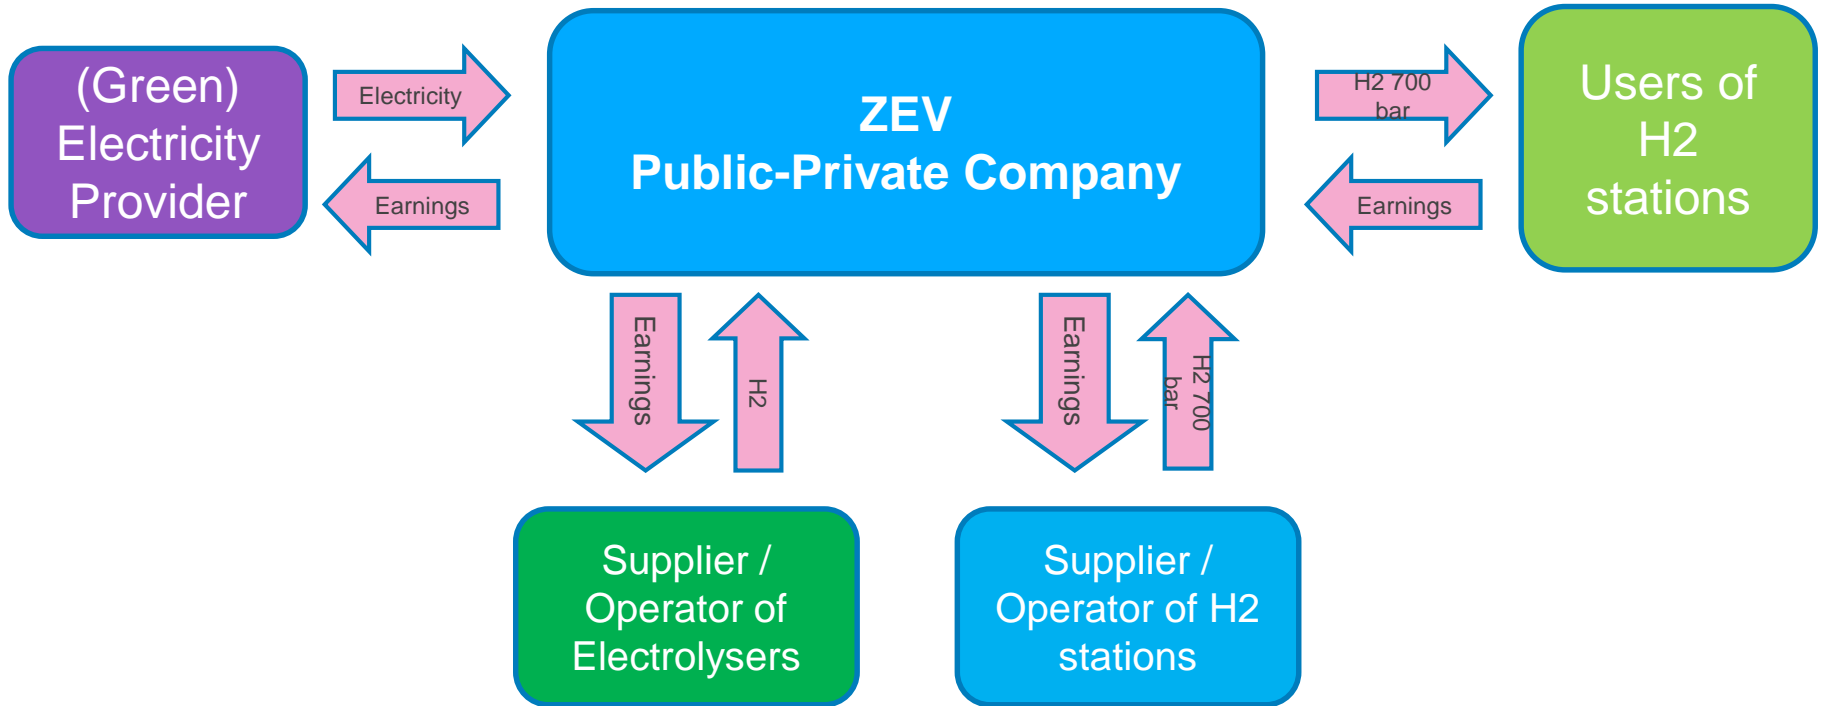 (Green)
Electricity
Provider
Electricity
Earnings
ZEV
Public-Private Company
H2 700
bar
Earnings
Users of
H2
stations
Earnings
H2
Earnings
H2 700
bar
Supplier /
Operator of
Electrolysers
Supplier /
Operator of H2
stations